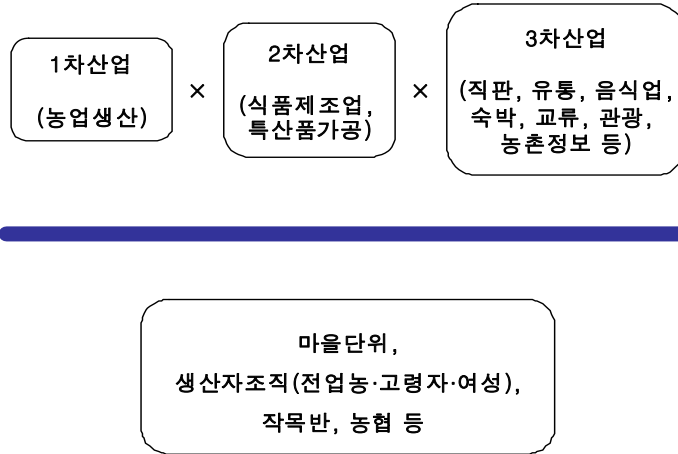 1차산업
(농업생산)
×
2차산업
(식품제조업,
특산품가공)
×
3차산업
(직판, 유통, 음식업,
숙박, 교류, 관광,
농촌정보 등)
마을단위,
생산자조직(전업농·고령자·여성),
작목반, 농협 등